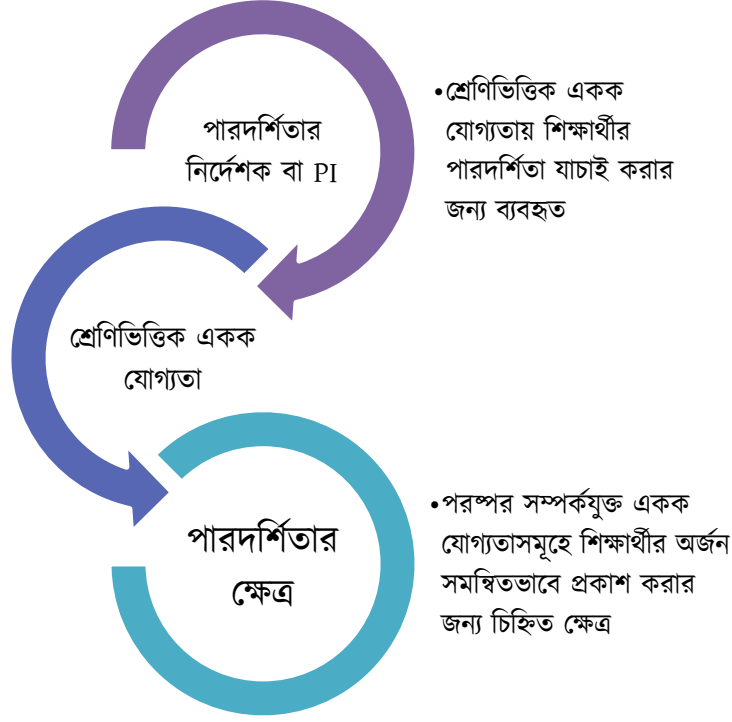 পারদর্শিতার
নির্দেশক বা PI
•শ্রেণিভিত্তিক একক
যোগ্যতায় শিক্ষার্থীর
পারদর্শিতা যাচাই করার
জন্য ব্যবহৃত
শ্রেণিভিত্তিক একক
যোগ্যতা
পারদর্শিতার
ক্ষেত্র
•পরষ্পর সম্পর্কযুক্ত একক
যোগ্যতাসমূহে শিক্ষার্থীর অর্জন
সমন্বিতভাবে প্রকাশ করার
জন্য চিহ্নিত ক্ষেত্র